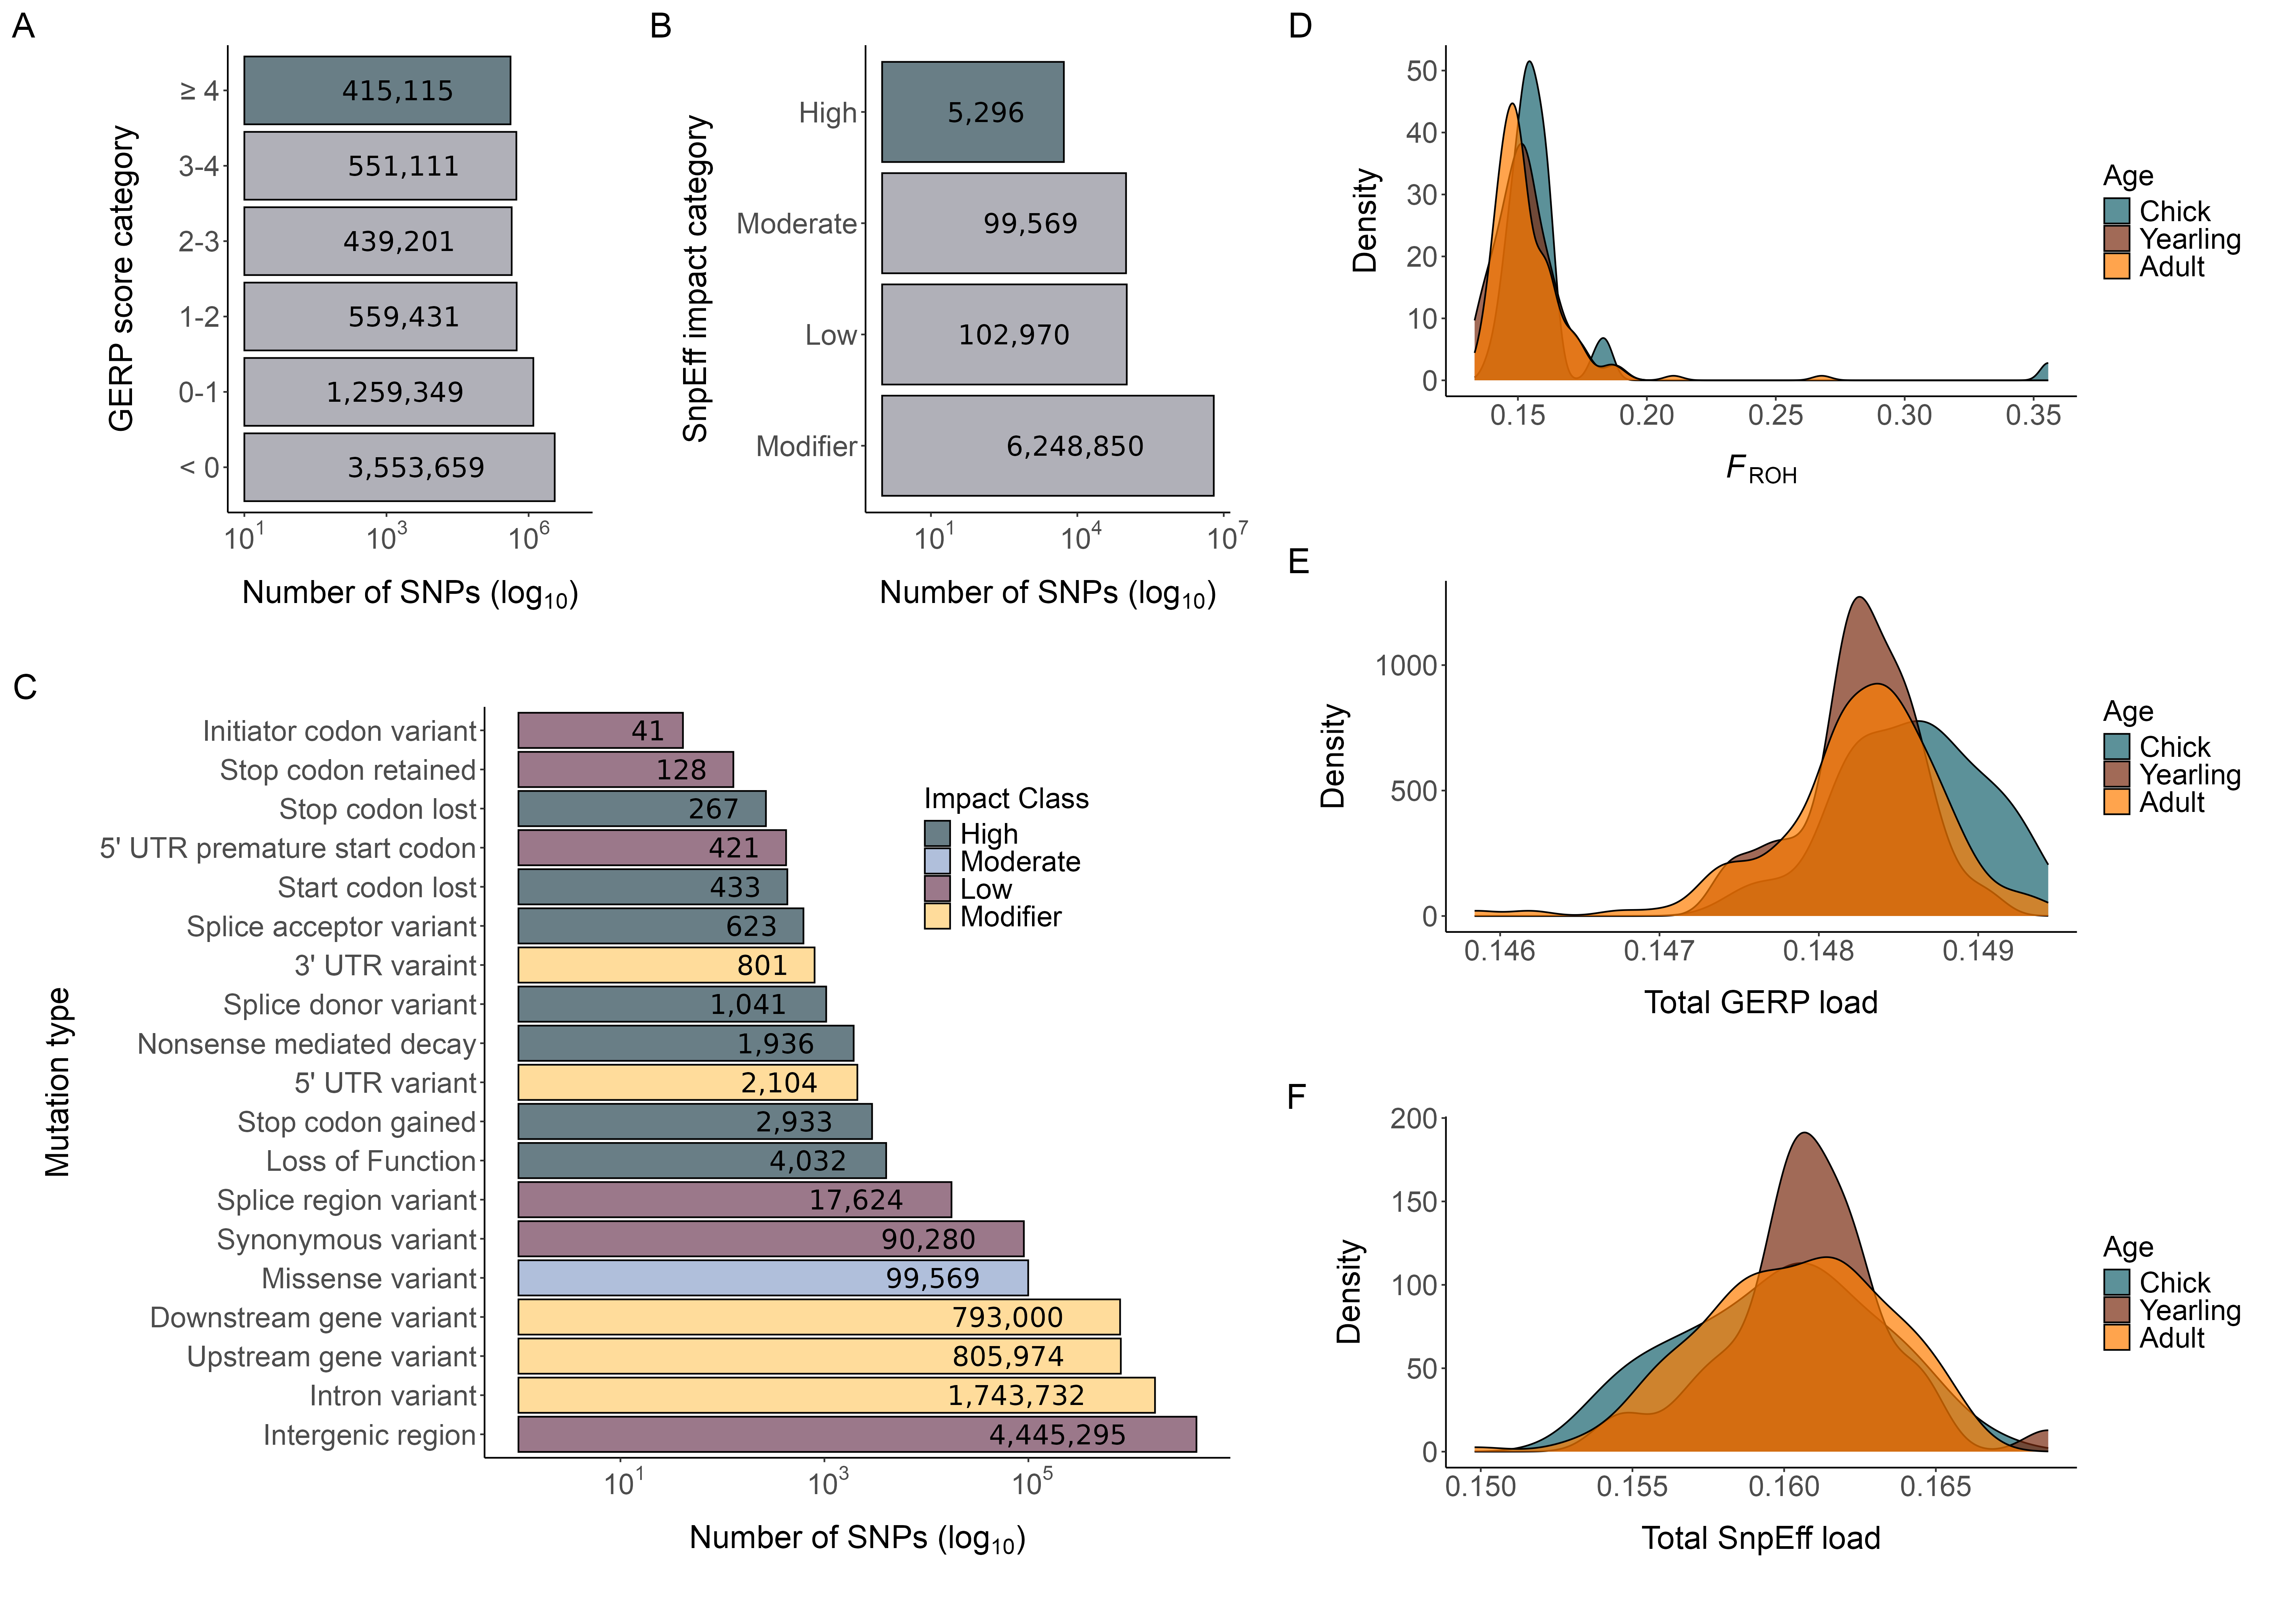 A
GERP score category
≥ 4
3-4
2-3
1-2
0-1
< 0
415,115
551,111
439,201
559,431
1,259,349
3,553,659
10^1 10^3 10^6
Number of SNPs (log10)
B
SnpEff impact category
High
Moderate
Low
Modifier
5,296
99,569
102,970
6,248,850
10^1 10^4 10^7
Number of SNPs (log10)
C
Mutation type
Initiator codon variant 41
Stop codon retained 128
Stop codon lost 267
5' UTR premature start codon 421
Start codon lost 433
Splice acceptor variant 623
3' UTR varaint 801
Splice donor variant 1,041
Nonsense mediated decay 1,936
5' UTR variant 2,104
Stop codon gained 2,933
Loss of Function 4,032
Splice region variant 17,624
Synonymous variant 90,280
Missense variant 99,569
Downstream gene variant 793,000
Upstream gene variant 805,974
Intron variant 1,743,732
Intergenic region 4,445,295
10^1 10^3 10^5
Number of SNPs (log10)
Impact Class
High
Moderate
Low
Modifier
D
Density
50
40
30
20
10
0
0.15 0.20 0.25 0.30 0.35
FROH
Age
Chick
Yearling
Adult
E
Density
1000
500
0
0.146 0.147 0.148 0.149
Total GERP load
Age
Chick
Yearling
Adult
F
Density
200
150
100
50
0
0.150 0.155 0.160 0.165
Total SnpEff load
Age
Chick
Yearling
Adult